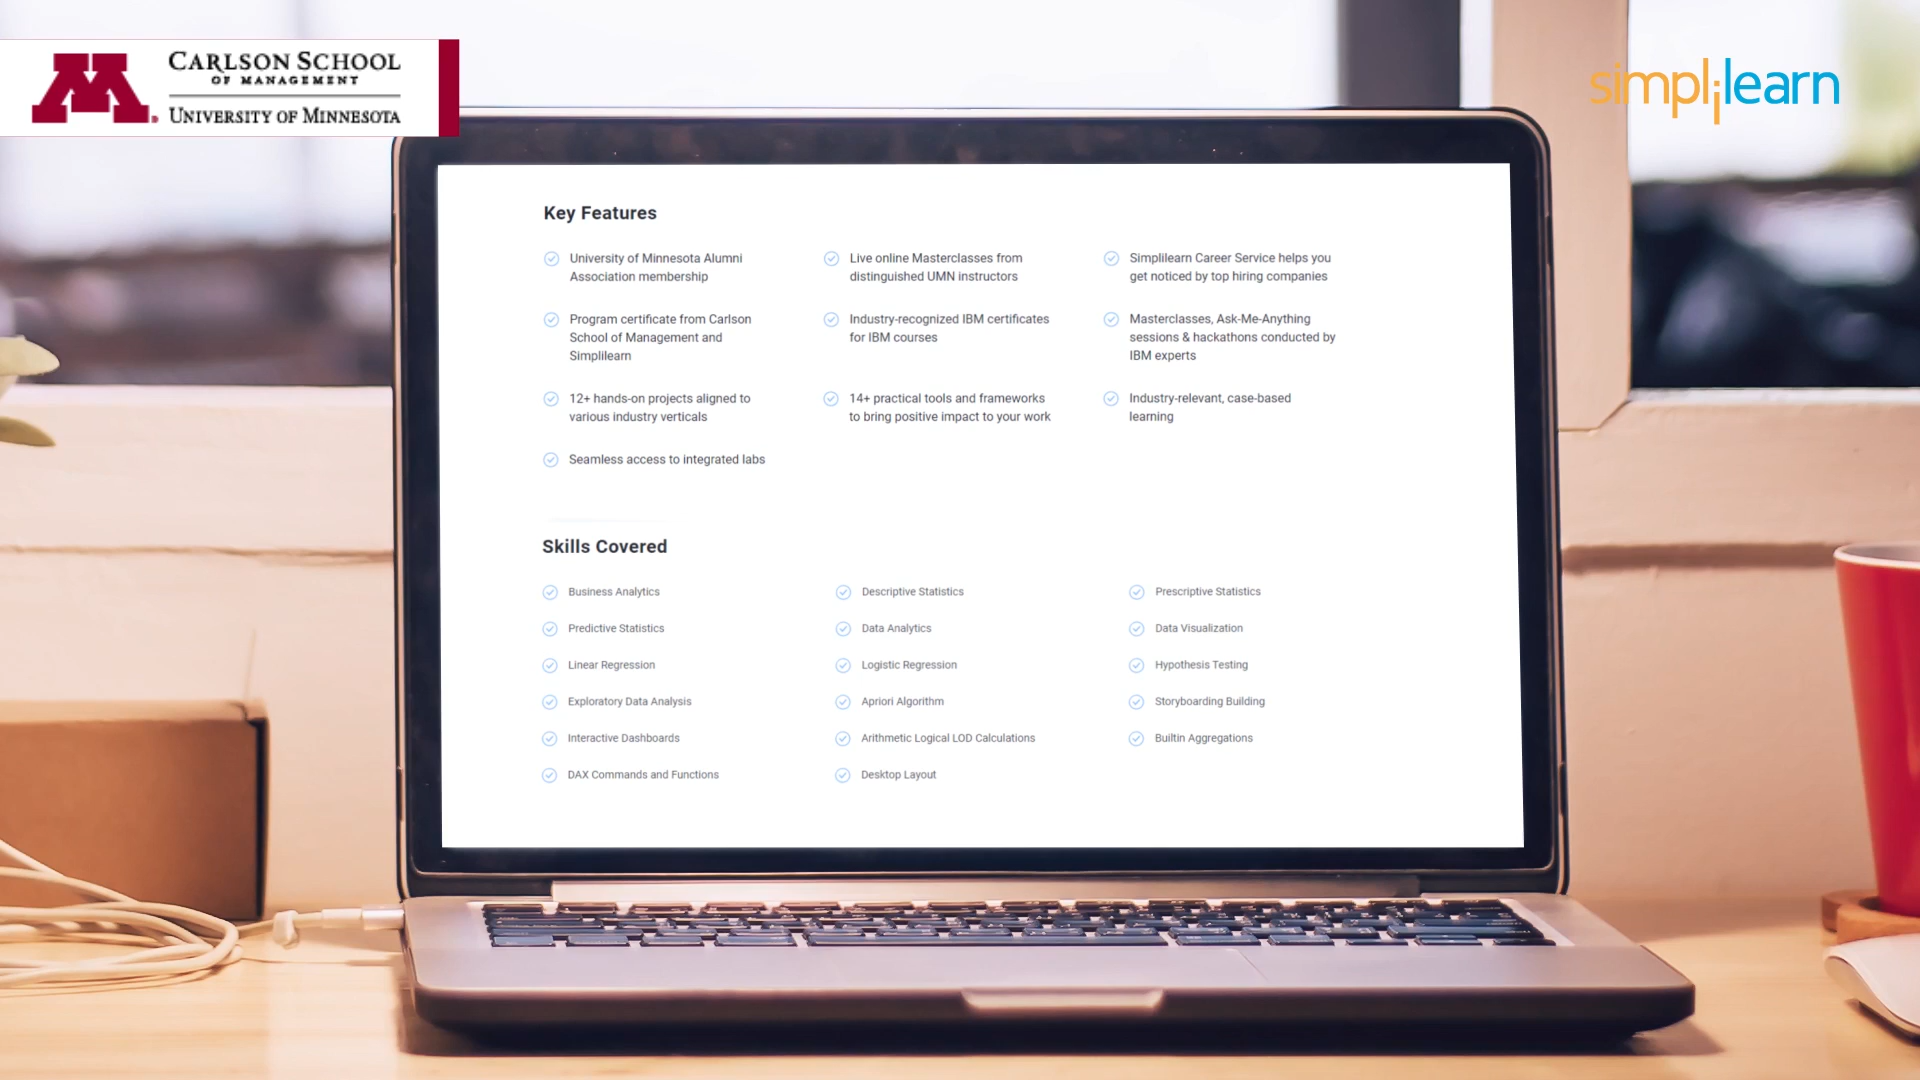 CARLSON SCHOOL
OF MANAGEMENT
UNIVERSITY OF MINNESOTA
simplilearn
Key Features
University of Minnesota Alumni
Association membership
Live online Masterclasses from
distinguished UMN instructors
Simplilearn Career Service helps you
get noticed by top hiring companies
Program certificate from Carlson
School of Management and
Simplilearn
Industry-recognized IBM certificates
for IBM courses
Masterclasses, Ask-Me-Anything
sessions & hackathons conducted by
IBM experts
12+ hands-on projects aligned to
various industry verticals
14+ practical tools and frameworks
to bring positive impact to your work
Industry-relevant, case-based
learning
Seamless access to integrated labs
Skills Covered
Business Analytics
Descriptive Statistics
Prescriptive Statistics
Predictive Statistics
Data Analytics
Data Visualization
Linear Regression
Logistic Regression
Hypothesis Testing
Exploratory Data Analysis
Apriori Algorithm
Storyboarding Building
Interactive Dashboards
Arithmetic Logical LOD Calculations
Builtin Aggregations
DAX Commands and Functions
Desktop Layout